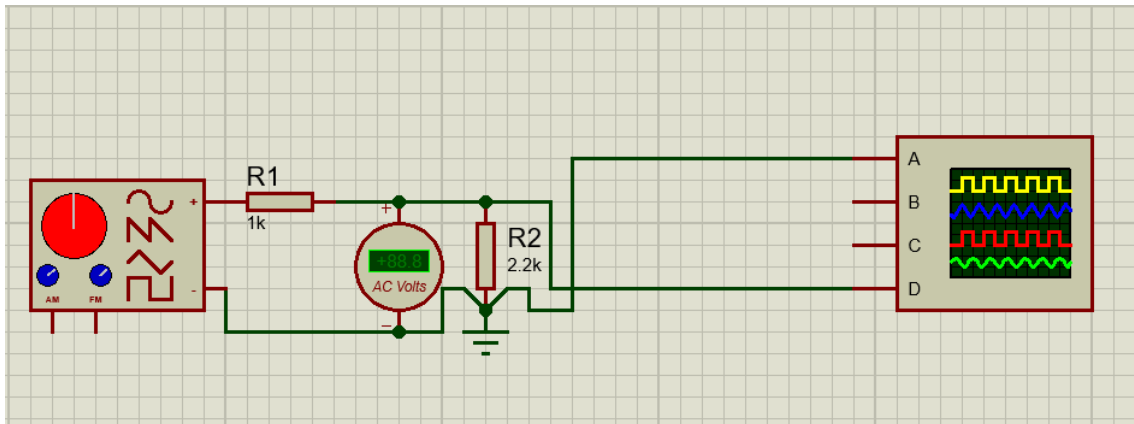 R1
1k
+
-
AM
FM
+
+88.8
AC Volts
−
R2
2.2k
A
B
C
D